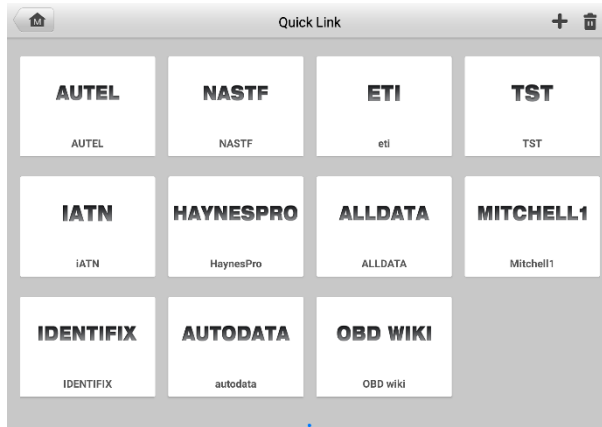 M
Quick Link
AUTEL
AUTEL
NASTF
NASTF
ETI
eti
TST
TST
IATN
iATN
HAYNESPRO
HaynesPro
ALLDATA
ALLDATA
MITCHELL1
Mitchell1
IDENTIFIX
IDENTIFIX
AUTODATA
autodata
OBD WIKI
OBD wiki